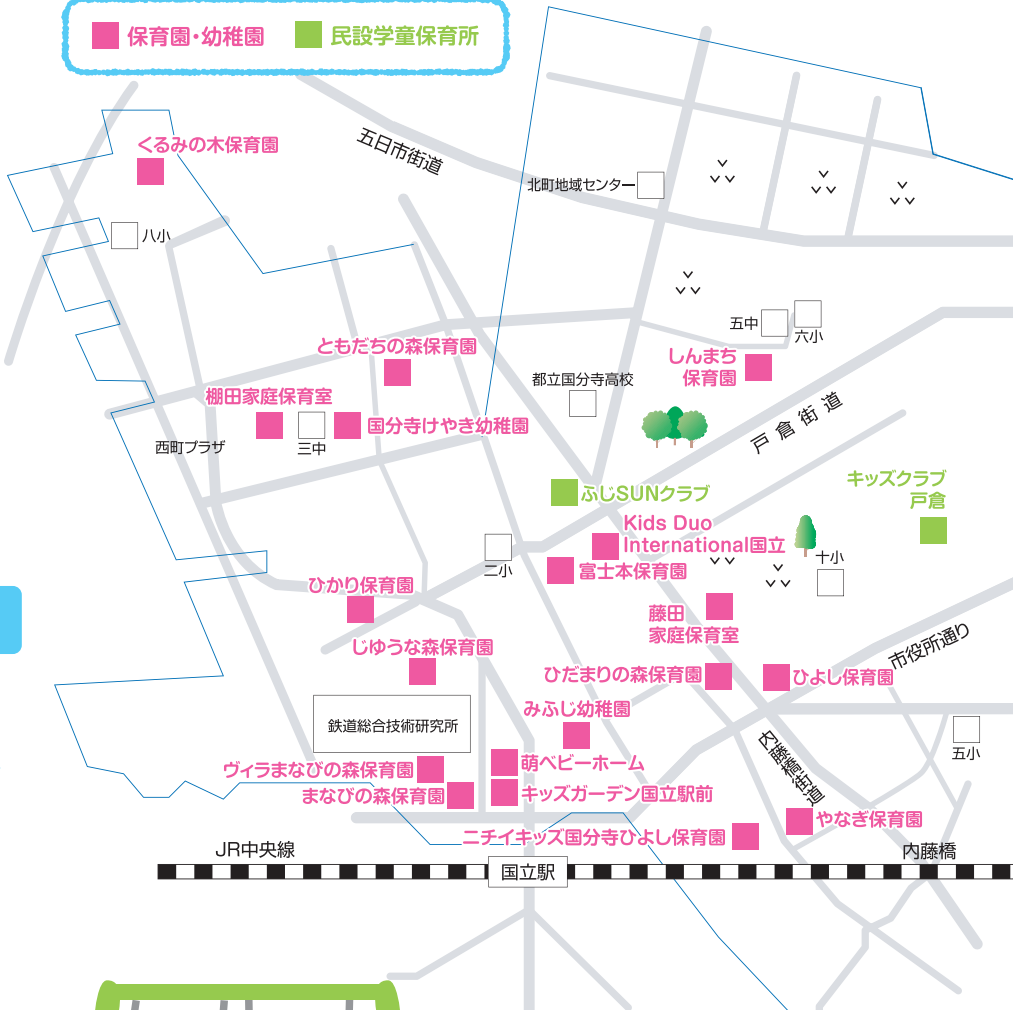 保育園・幼稚園
民設学童保育所
くるみの木保育園
五日市街道
北町地域センター
八小
五中
六小
ともだちの森保育園
しんまち
保育園
都立国分寺高校
棚田家庭保育室
国分寺けやき幼稚園
三中
西町プラザ
戸倉街道
キッズクラブ
戸倉
ふじSUNクラブ
Kids Duo
International国立
二小
富士本保育園
十小
ひかり保育園
藤田
家庭保育室
じゆうな森保育園
市役所通り
ひだまりの森保育園
ひよし保育園
みふじ幼稚園
鉄道総合技術研究所
内藤橋街道
五小
ヴィラまなびの森保育園
萌ベビーホーム
まなびの森保育園
キッズガーデン国立駅前
やなぎ保育園
ニチイキッズ国分寺ひよし保育園
JR中央線
内藤橋
国立駅